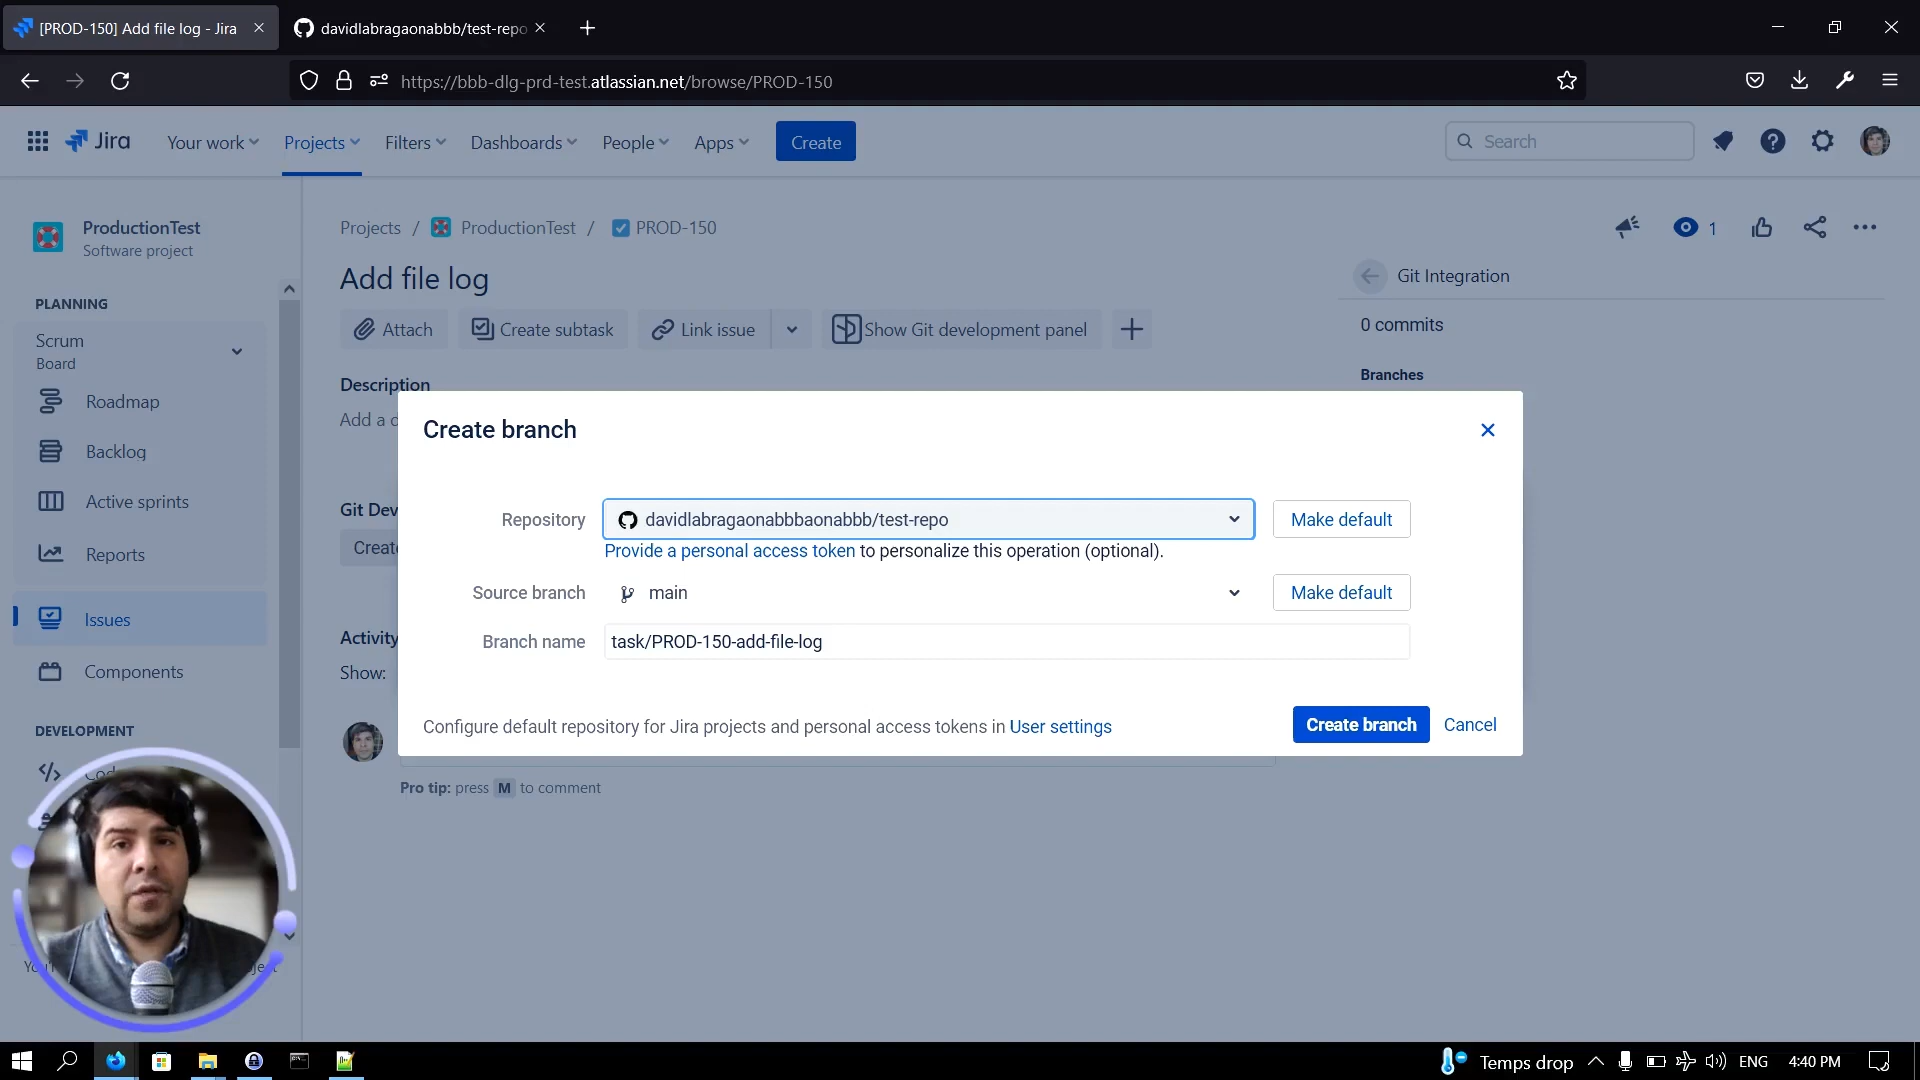 [PROD-150] Add file log - Jira
davidlabragaonabbb/test-repo
https://bbb-dlg-prd-test.atlassian.net/browse/PROD-150
Jira
Your work
Projects
Filters
Dashboards
People
Apps
Create
Search
ProductionTest
Software project
Projects / ProductionTest / PROD-150
1
Add file log
Git Integration
PLANNING
Attach
Create subtask
Link issue
Show Git development panel
0 commits
Scrum
Board
Description
Branches
Add a
Roadmap
Backlog
Active sprints
Reports
Issues
Components
DEVELOPMENT
Git Dev
Create
Activity
Show:
Create branch
Repository
davidlabragaonabbbaonabbb/test-repo
Make default
Provide a personal access token to personalize this operation (optional).
Source branch
main
Make default
Branch name
task/PROD-150-add-file-log
Configure default repository for Jira projects and personal access tokens in User settings
Create branch
Cancel
Pro tip: press M to comment
Temps drop
ENG
4:40 PM